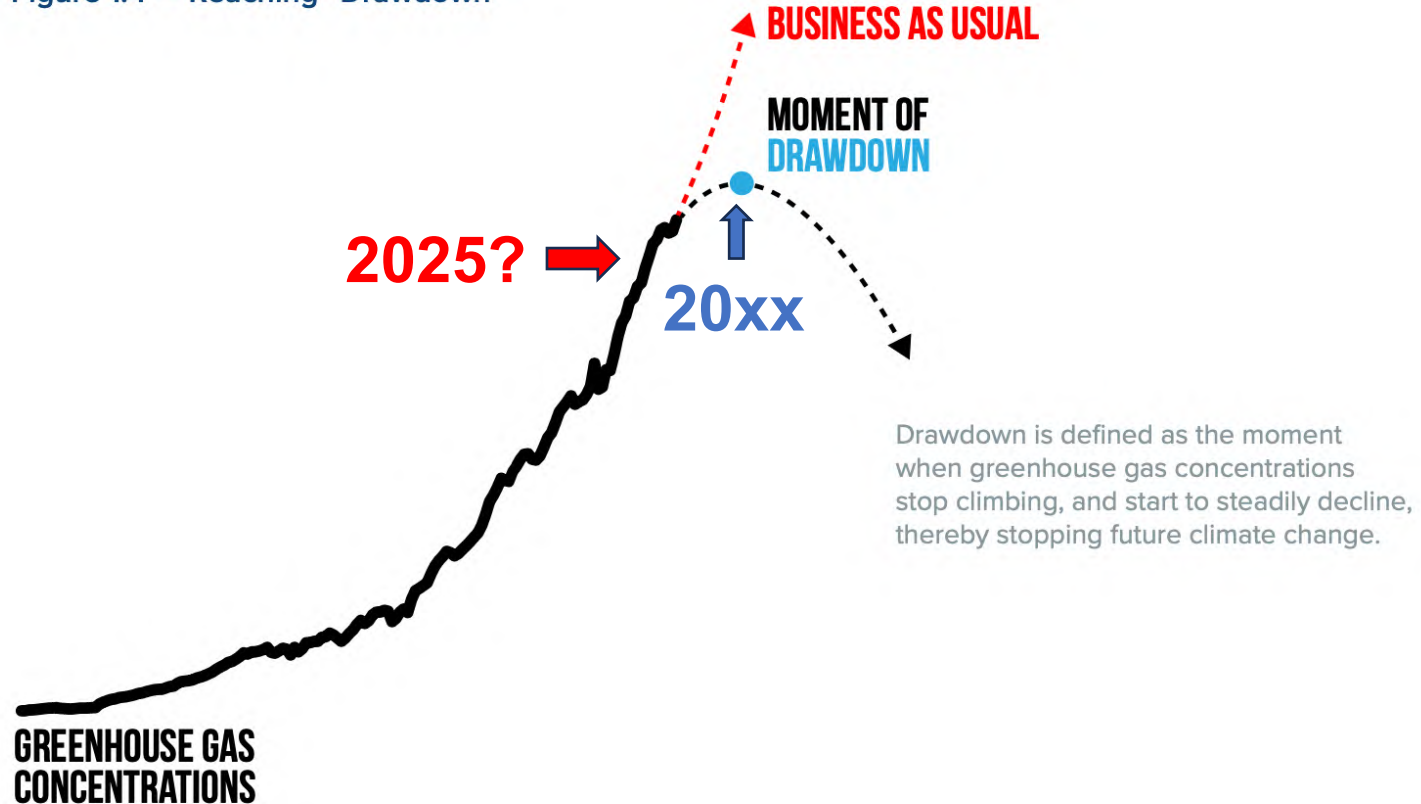 BUSINESS AS USUAL
MOMENT OF
DRAWDOWN
2025?
20xx
Drawdown is defined as the moment
when greenhouse gas concentrations
stop climbing, and start to steadily decline,
thereby stopping future climate change.
GREENHOUSE GAS
CONCENTRATIONS